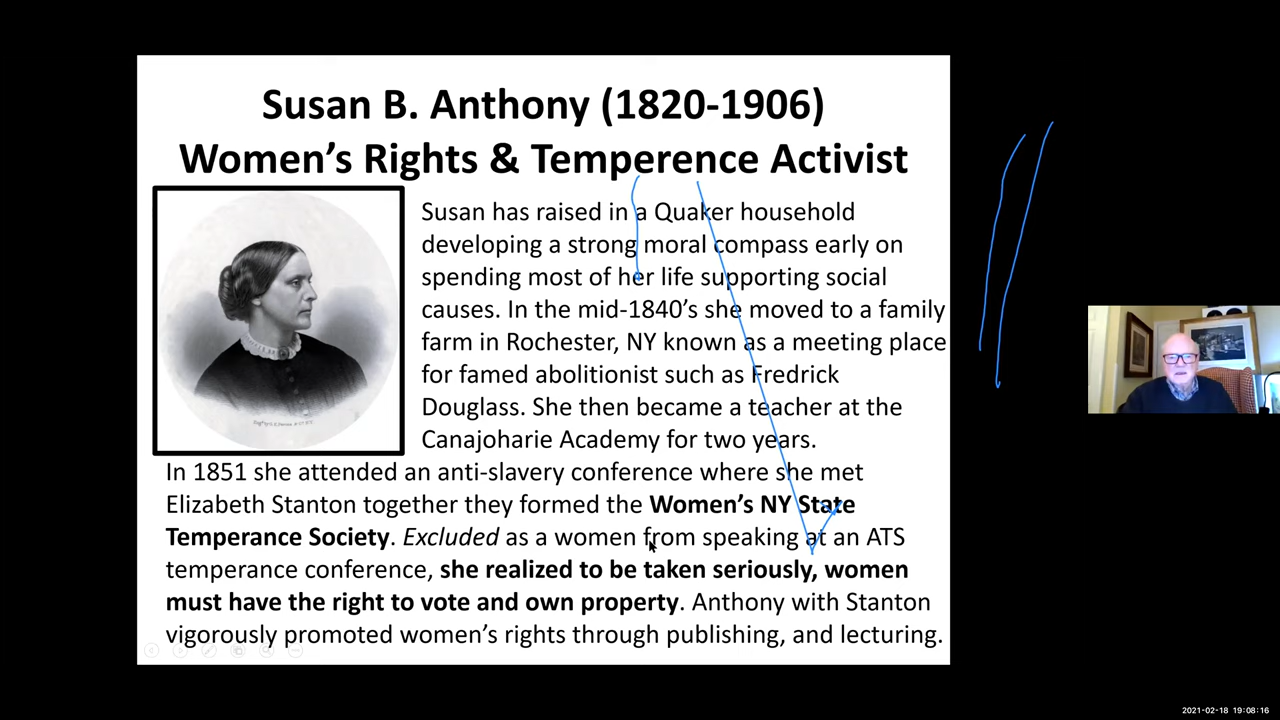 Susan B. Anthony (1820-1906)
Women's Rights & Temperence Activist
Susan has raised in a Quaker household
developing a strong moral compass early on
spending most of her life supporting social
causes. In the mid-1840's she moved to a family
farm in Rochester, NY known as a meeting place
for famed abolitionist such as Fredrick
Douglass. She then became a teacher at the
Canajoharie Academy for two years.
In 1851 she attended an anti-slavery conference where she met
Elizabeth Stanton together they formed the Women's NY State
Temperance Society. Excluded as a women from speaking at an ATS
temperance conference, she realized to be taken seriously, women
must have the right to vote and own property. Anthony with Stanton
vigorously promoted women's rights through publishing, and lecturing.
2021-02-18 19:08:16